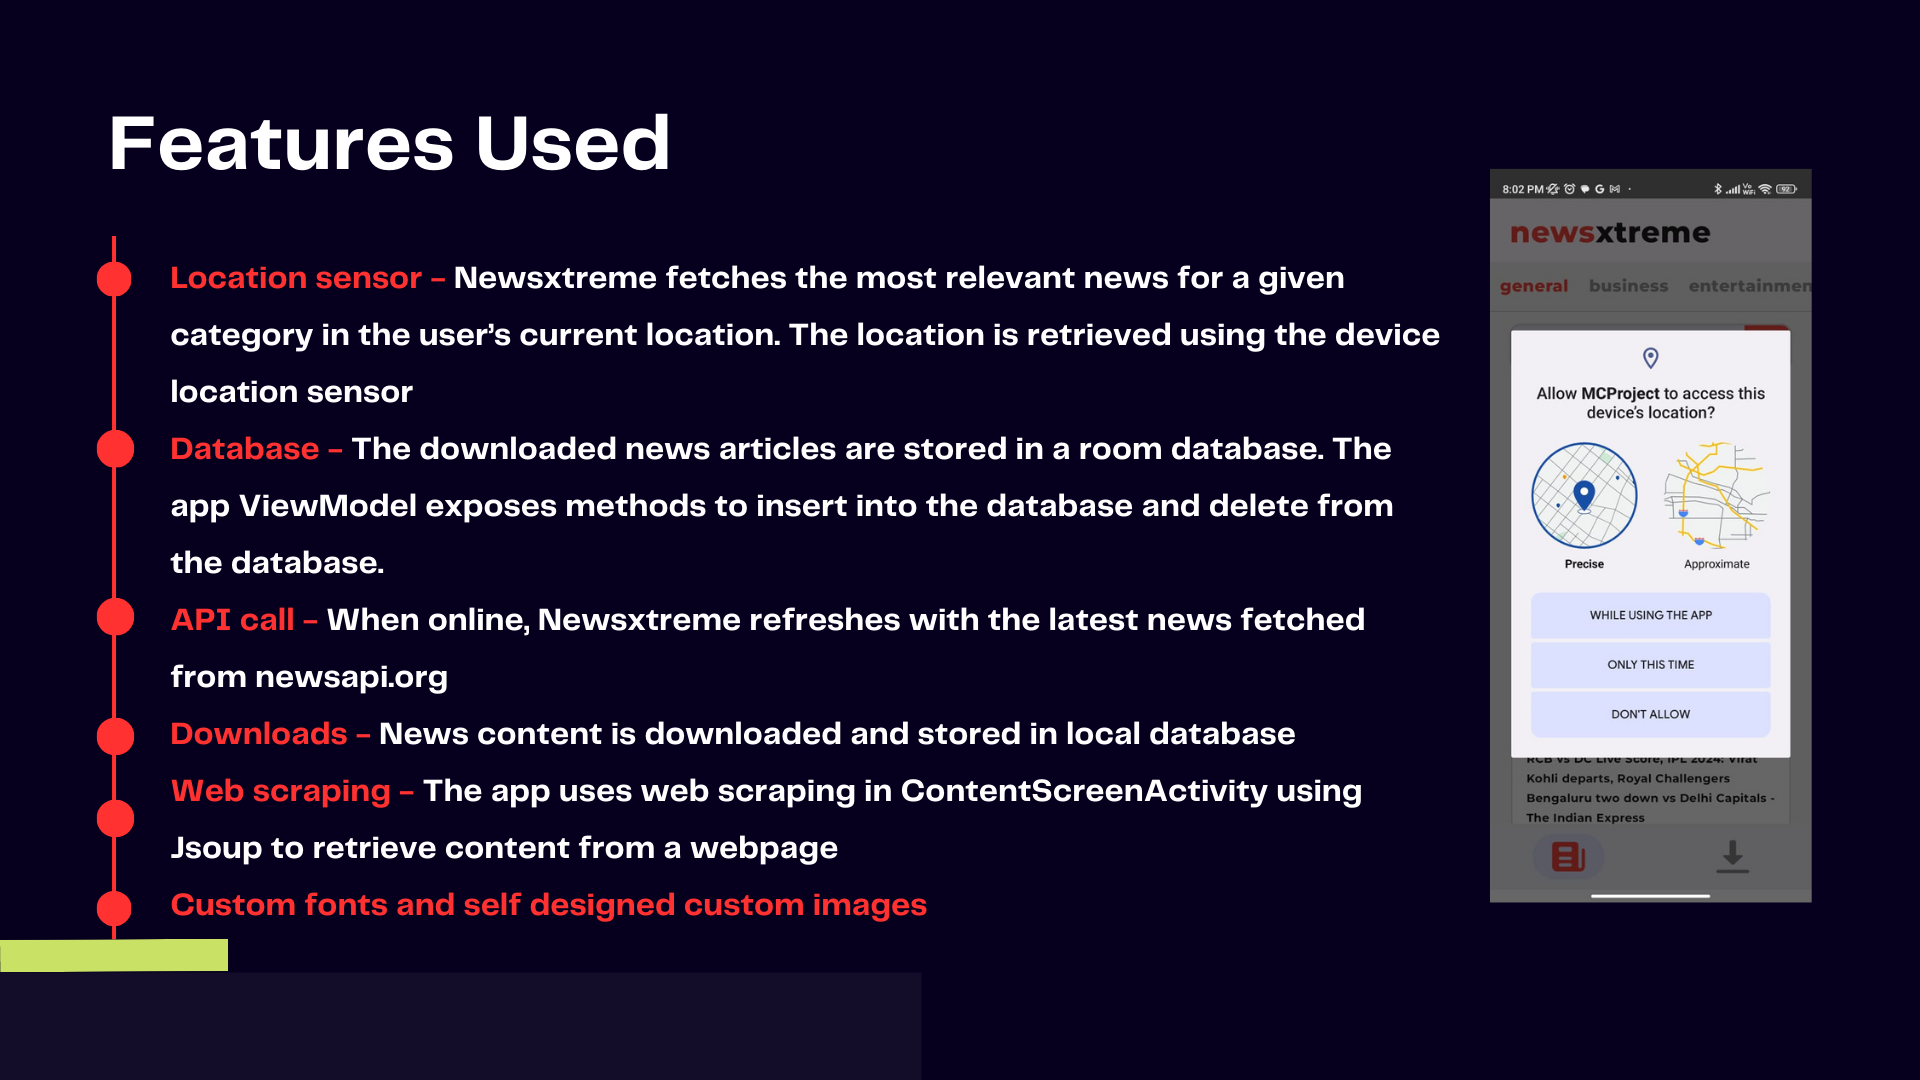 Features Used
Location sensor - Newsxtreme fetches the most relevant news for a given
category in the user’s current location. The location is retrieved using the device
location sensor
Database - The downloaded news articles are stored in a room database. The
app ViewModel exposes methods to insert into the database and delete from
the database.
API call - When online, Newsxtreme refreshes with the latest news fetched
from newsapi.org
Downloads - News content is downloaded and stored in local database
Web scraping - The app uses web scraping in ContentScreenActivity using
Jsoup to retrieve content from a webpage
Custom fonts and self designed custom images
8:02 PM
Vo WiFi 92
newsxtreme
general business entertainmen
Allow MCProject to access this
device’s location?
Precise Approximate
WHILE USING THE APP
ONLY THIS TIME
DON’T ALLOW
RCB vs DC Live Score, IPL 2024: Virat
Kohli departs, Royal Challengers
Bengaluru two down vs Delhi Capitals -
The Indian Express